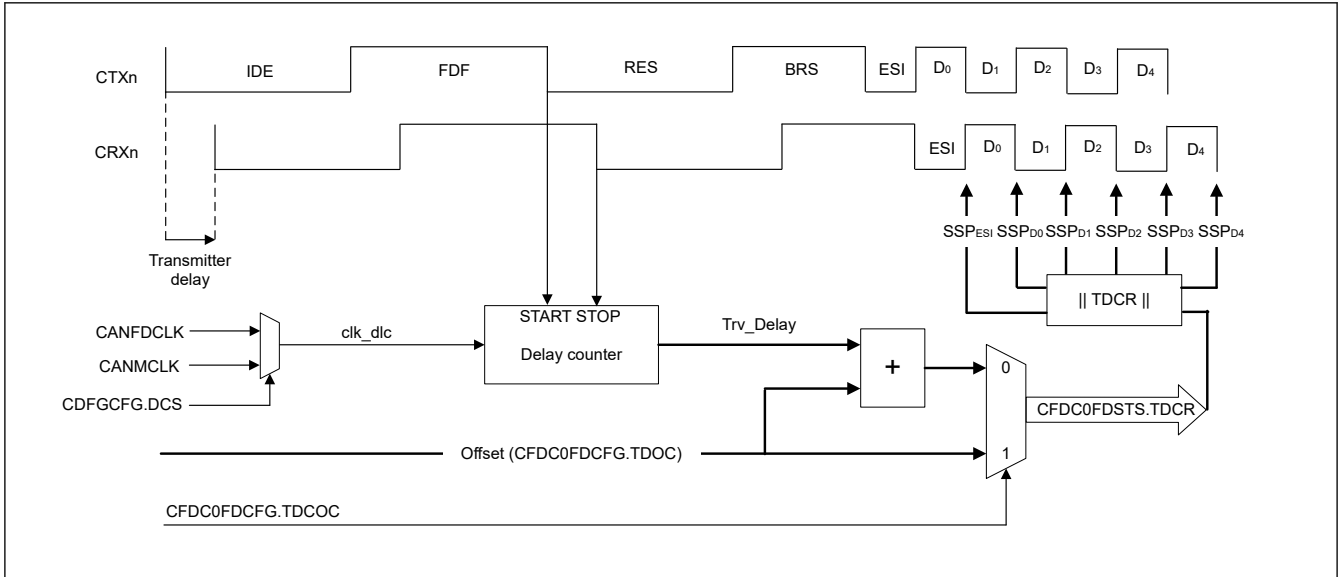 CTXn IDE FDF RES BRS ESI D0 D1 D2 D3 D4
CRXn ESI D0 D1 D2 D3 D4
SSPESI SSPD0 SSPD1 SSPD2 SSPD3 SSPD4
Transmitter
delay
|| TDCR ||
START STOP
Delay counter
CANFDCLK
CANMCLK
CDFGCFG.DCS
clk_dlc
Trv_Delay
+
0
1
CFDC0FDSTS.TDCR
Offset (CFDC0FDCFG.TDOC)
CFDC0FDCFG.TDCOC